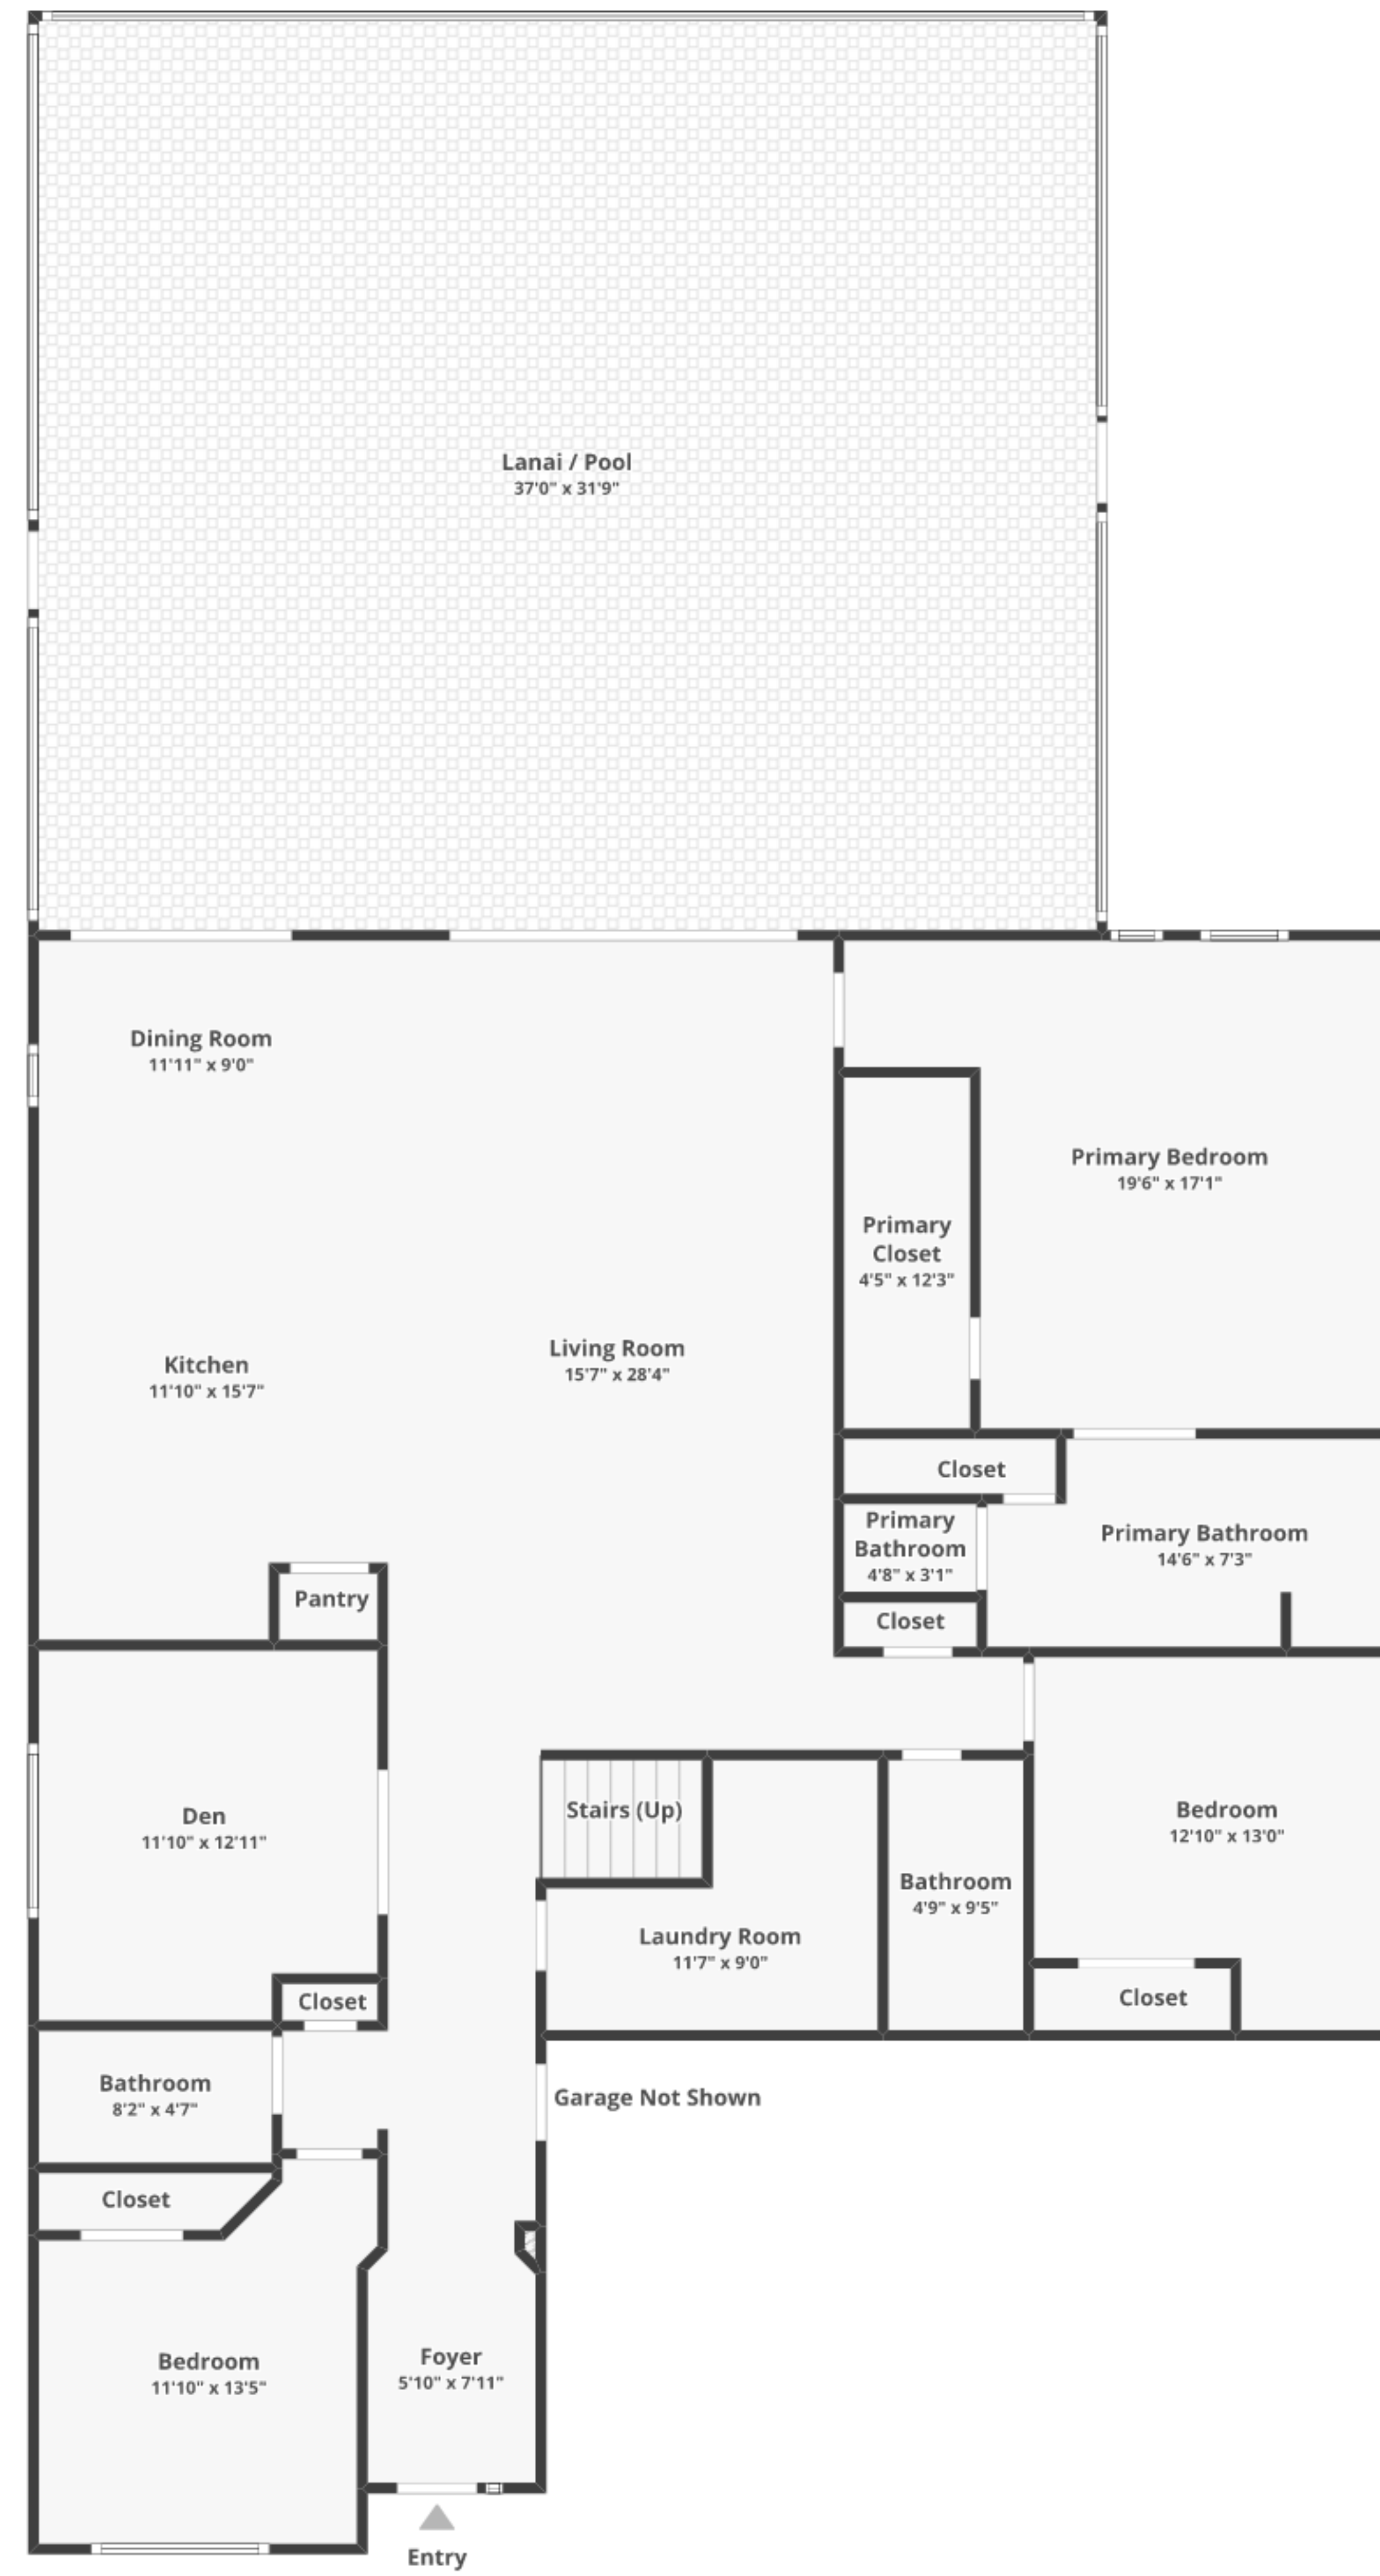 Lanai / Pool
37'0" x 31'9"
Dining Room
11'11" x 9'0"
Primary Bedroom
19'6" x 17'1"
Primary
Closet
4'5" x 12'3"
Kitchen
11'10" x 15'7"
Living Room
15'7" x 28'4"
Closet
Primary
Bathroom
4'8" x 3'1"
Primary Bathroom
14'6" x 7'3"
Pantry
Closet
Den
11'10" x 12'11"
Stairs (Up)
Bedroom
12'10" x 13'0"
Bathroom
4'9" x 9'5"
Laundry Room
11'7" x 9'0"
Closet
Closet
Bathroom
8'2" x 4'7"
Garage Not Shown
Closet
Bedroom
11'10" x 13'5"
Foyer
5'10" x 7'11"
Entry